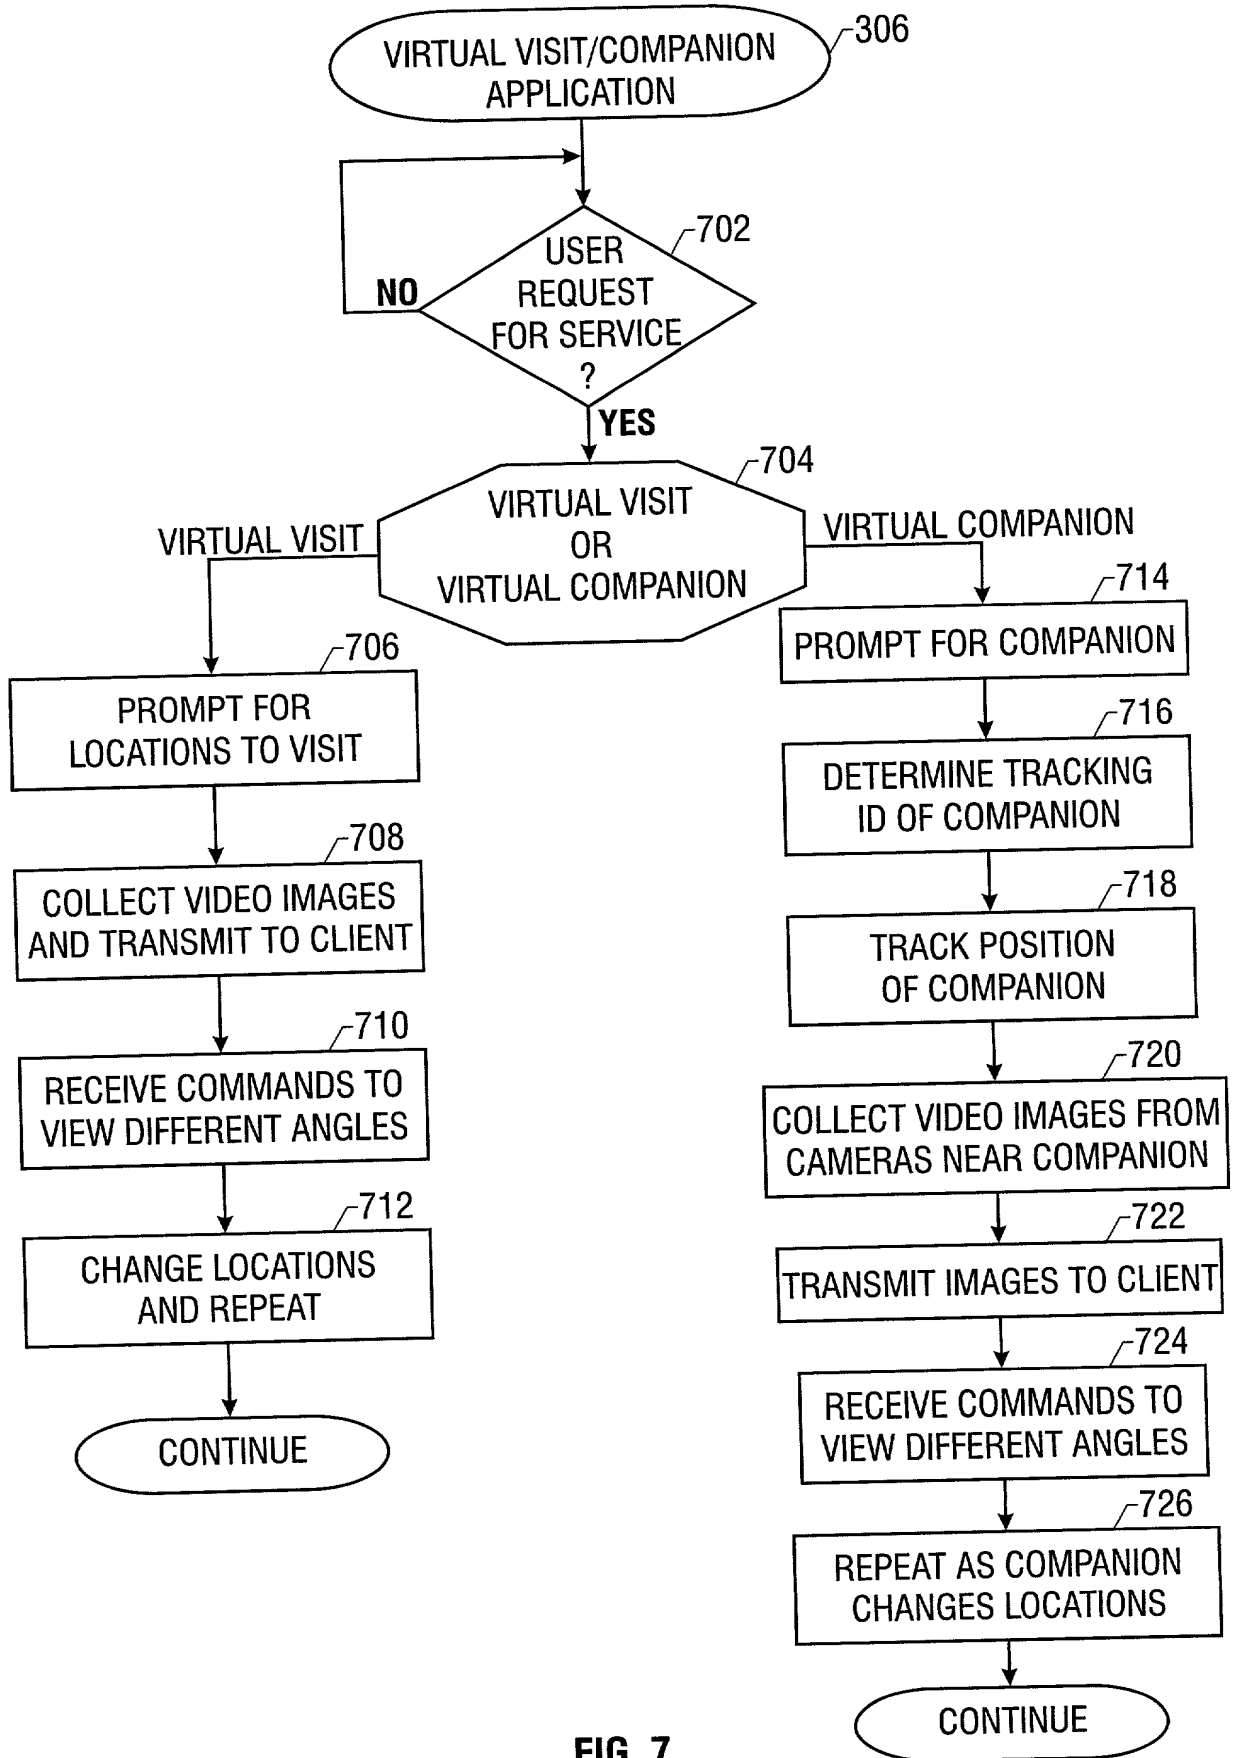 VIRTUAL VISIT/COMPANION
APPLICATION
306
USER
REQUEST
FOR SERVICE
?
702
NO
YES
VIRTUAL VISIT
OR
VIRTUAL COMPANION
704
VIRTUAL VISIT
VIRTUAL COMPANION
706
PROMPT FOR
LOCATIONS TO VISIT
708
COLLECT VIDEO IMAGES
AND TRANSMIT TO CLIENT
710
RECEIVE COMMANDS TO
VIEW DIFFERENT ANGLES
712
CHANGE LOCATIONS
AND REPEAT
CONTINUE
714
PROMPT FOR COMPANION
716
DETERMINE TRACKING
ID OF COMPANION
718
TRACK POSITION
OF COMPANION
720
COLLECT VIDEO IMAGES FROM
CAMERAS NEAR COMPANION
722
TRANSMIT IMAGES TO CLIENT
724
RECEIVE COMMANDS TO
VIEW DIFFERENT ANGLES
726
REPEAT AS COMPANION
CHANGES LOCATIONS
CONTINUE
FIG. 7